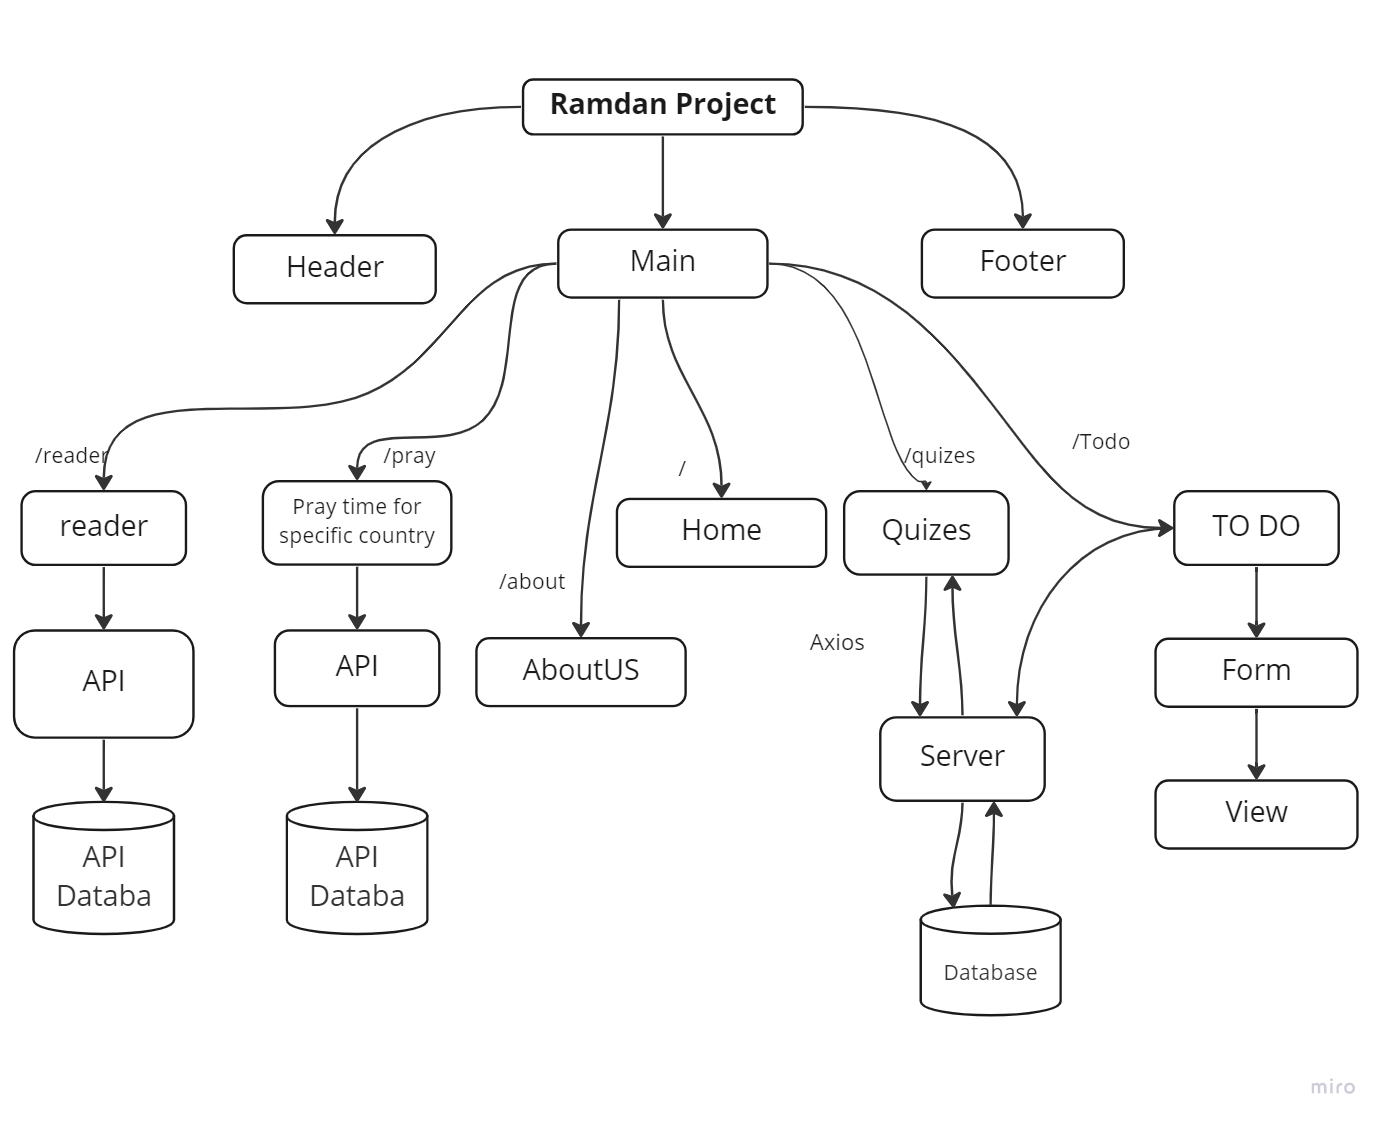 Ramdan Project
Header
Main
Footer
/reader
/pray
/
/about
/quizes
/Todo
reader
Pray time for
specific country
Home
Quizes
TO DO
API
API
AboutUS
Axios
Form
Server
View
API
Databa
API
Databa
Database
miro